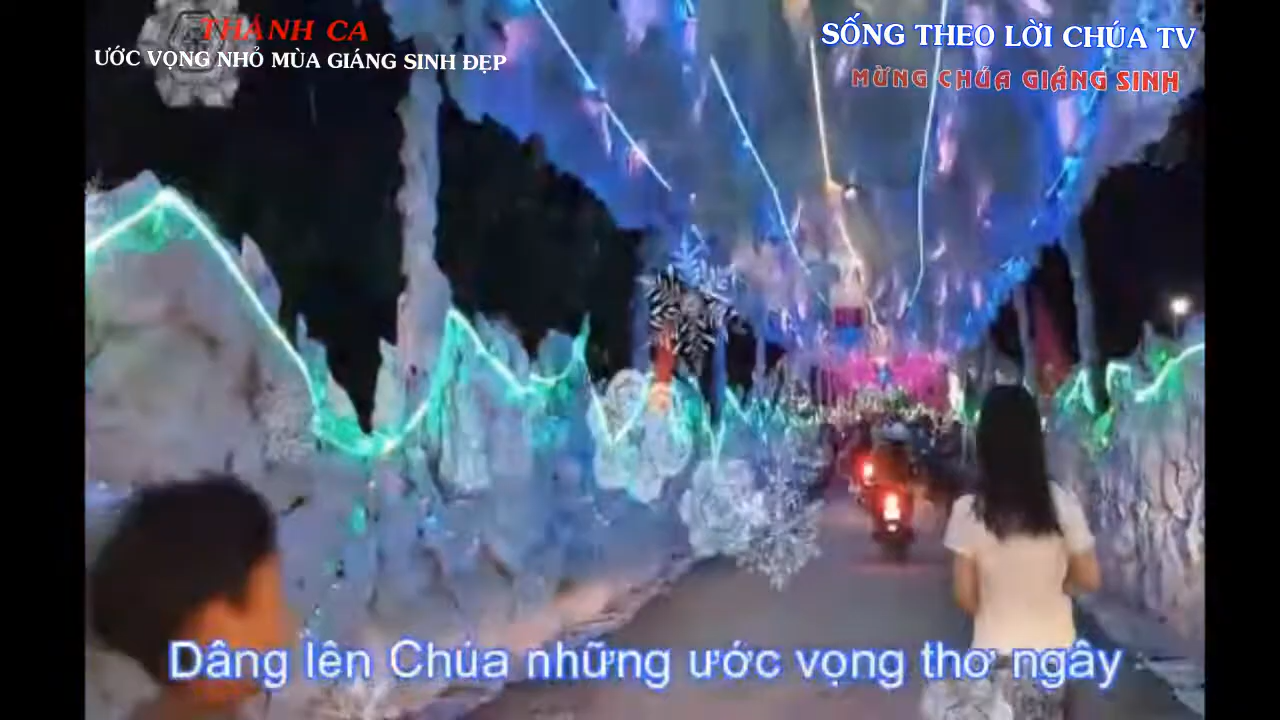 THÁNH CA
ƯỚC VỌNG NHỎ MÙA GIÁNG SINH ĐẸP
SỐNG THEO LỜI CHÚA TV
MỪNG CHÚA GIÁNG SINH
Dâng lên Chúa những ước vọng thơ ngây